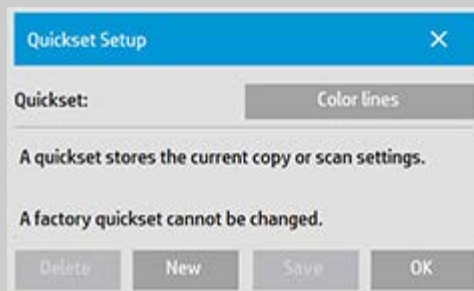 Quickset Setup
Quickset: Color lines
A quickset stores the current copy or scan settings.
A factory quickset cannot be changed.
Delete New Save OK